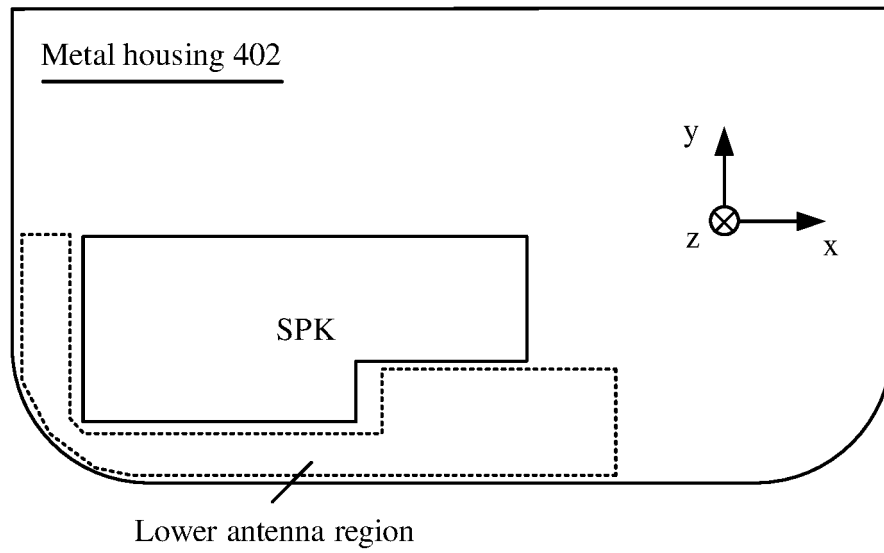 Metal housing 402
y
z
x
SPK
Lower antenna region